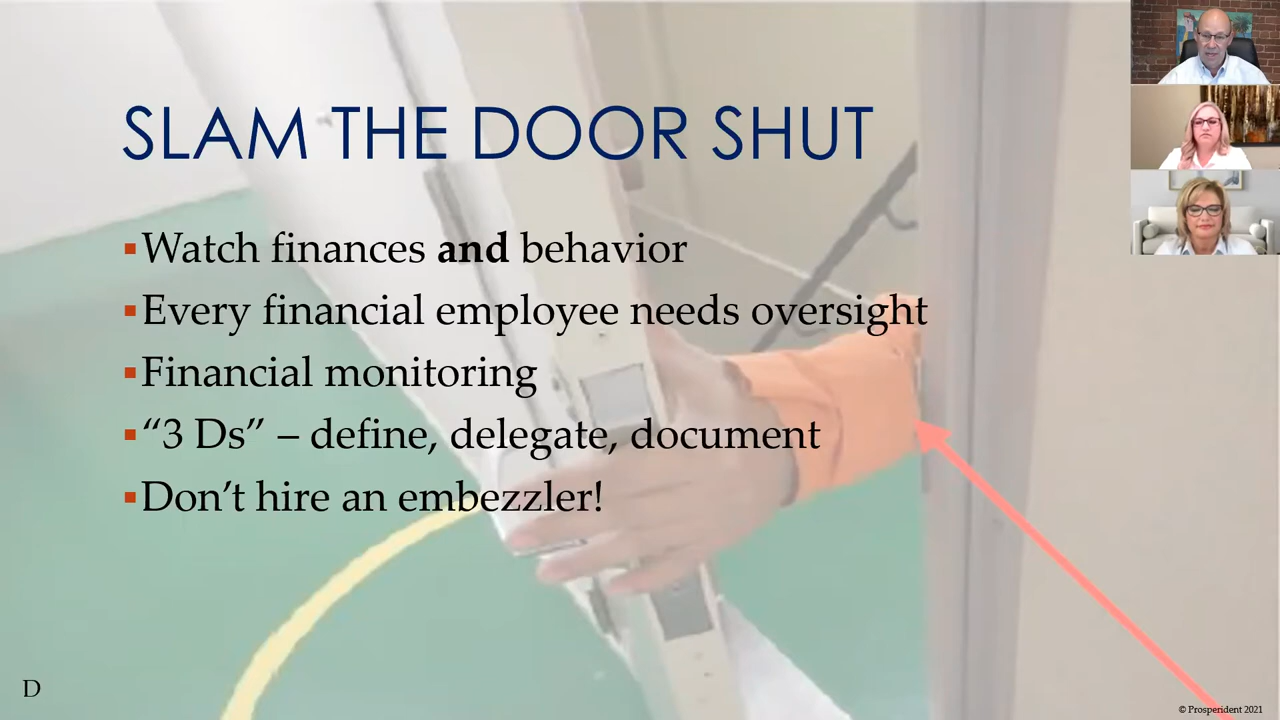 SLAM THE DOOR SHUT
▪Watch finances and behavior
▪Every financial employee needs oversight
▪Financial monitoring
▪“3 Ds” – define, delegate, document
▪Don’t hire an embezzler!
D
© Prosperident 2021